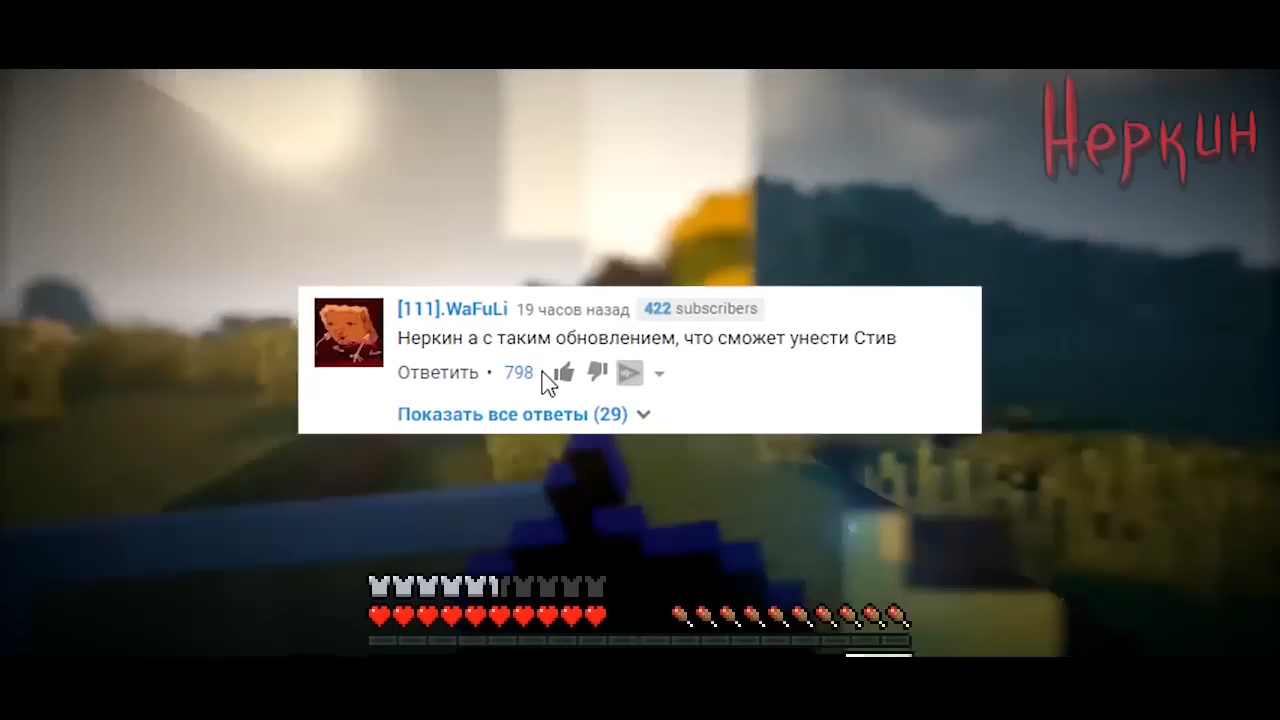 Неркин
[111].WaFuLi 19 часов назад 422 subscribers
Неркин а с таким обновлением, что сможет унести Стив
Ответить • 798
Показать все ответы (29)